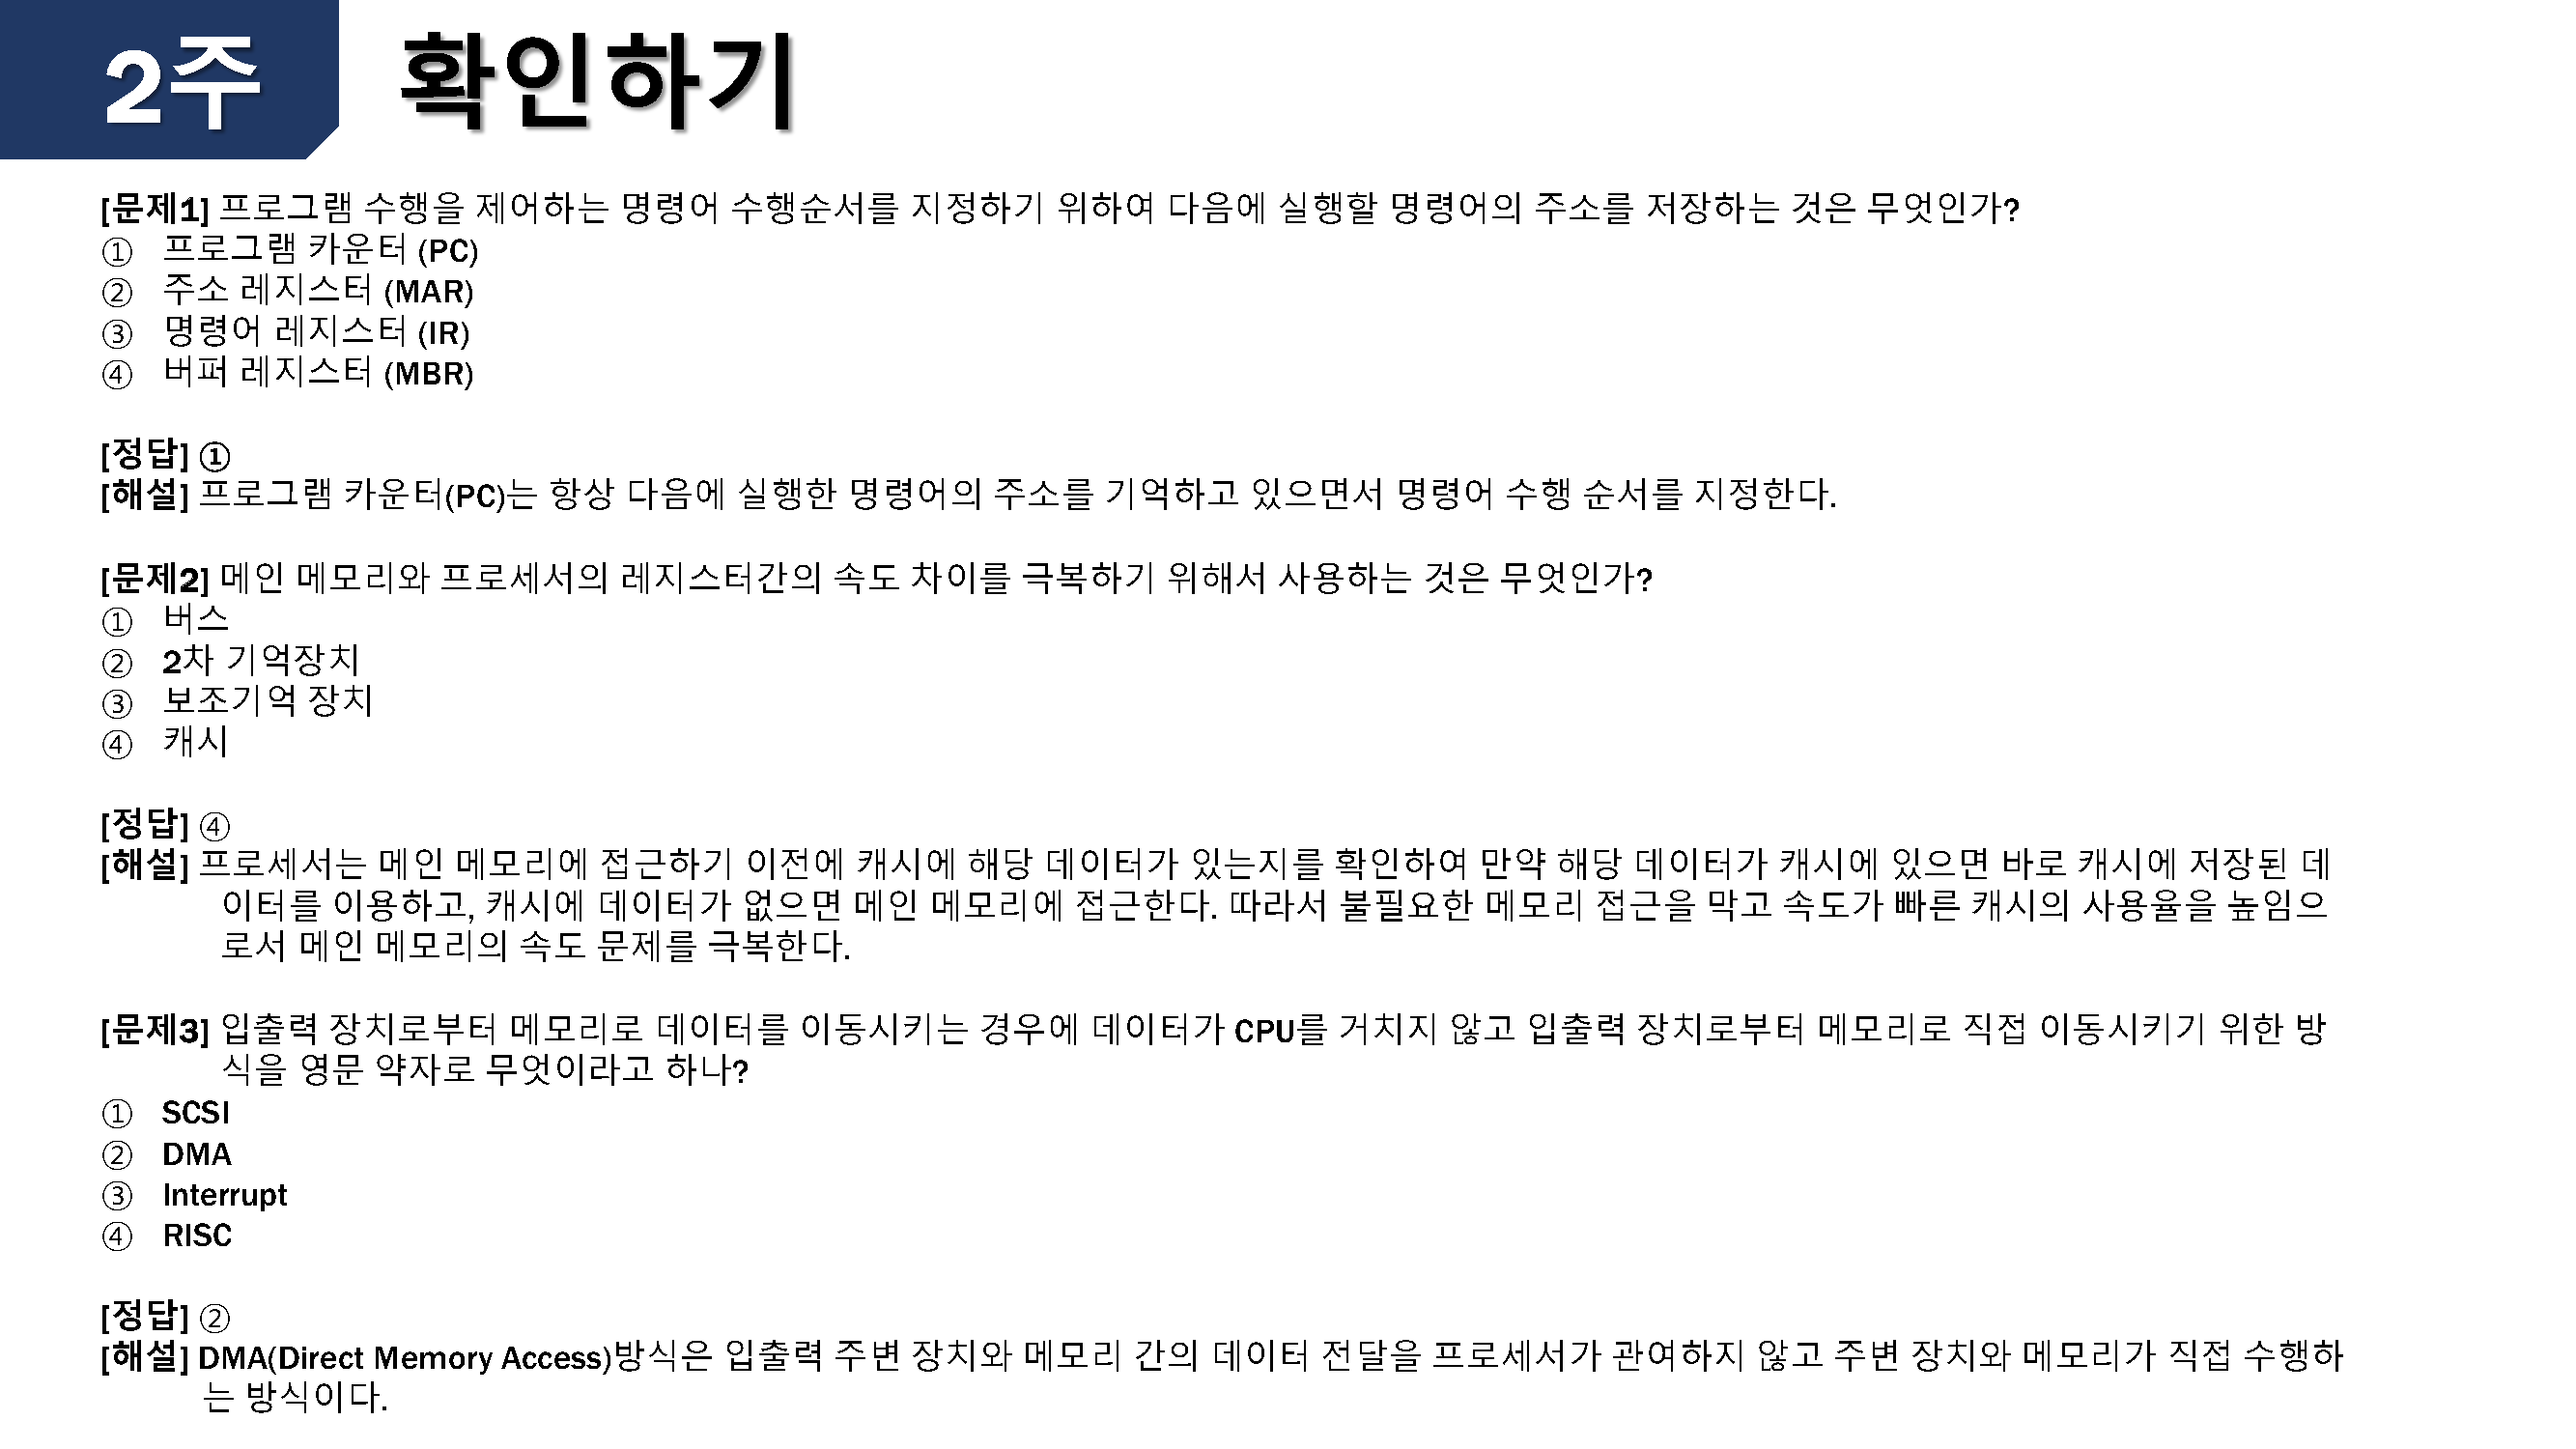 2주 확인하기
[문제1] 프로그램 수행을 제어하는 명령어 수행순서를 지정하기 위하여 다음에 실행할 명령어의 주소를 저장하는 것은 무엇인가?
① 프로그램 카운터 (PC)
② 주소 레지스터 (MAR)
③ 명령어 레지스터 (IR)
④ 버퍼 레지스터 (MBR)
[정답] ①
[해설] 프로그램 카운터(PC)는 항상 다음에 실행한 명령어의 주소를 기억하고 있으면서 명령어 수행 순서를 지정한다.
[문제2] 메인 메모리와 프로세서의 레지스터간의 속도 차이를 극복하기 위해서 사용하는 것은 무엇인가?
① 버스
② 2차 기억장치
③ 보조기억 장치
④ 캐시
[정답] ④
[해설] 프로세서는 메인 메모리에 접근하기 이전에 캐시에 해당 데이터가 있는지를 확인하여 만약 해당 데이터가 캐시에 있으면 바로 캐시에 저장된 데
이터를 이용하고, 캐시에 데이터가 없으면 메인 메모리에 접근한다. 따라서 불필요한 메모리 접근을 막고 속도가 빠른 캐시의 사용율을 높임으
로서 메인 메모리의 속도 문제를 극복한다.
[문제3] 입출력 장치로부터 메모리로 데이터를 이동시키는 경우에 데이터가 CPU를 거치지 않고 입출력 장치로부터 메모리로 직접 이동시키기 위한 방
식을 영문 약자로 무엇이라고 하나?
① SCSI
② DMA
③ Interrupt
④ RISC
[정답] ②
[해설] DMA(Direct Memory Access)방식은 입출력 주변 장치와 메모리 간의 데이터 전달을 프로세서가 관여하지 않고 주변 장치와 메모리가 직접 수행하
는 방식이다.